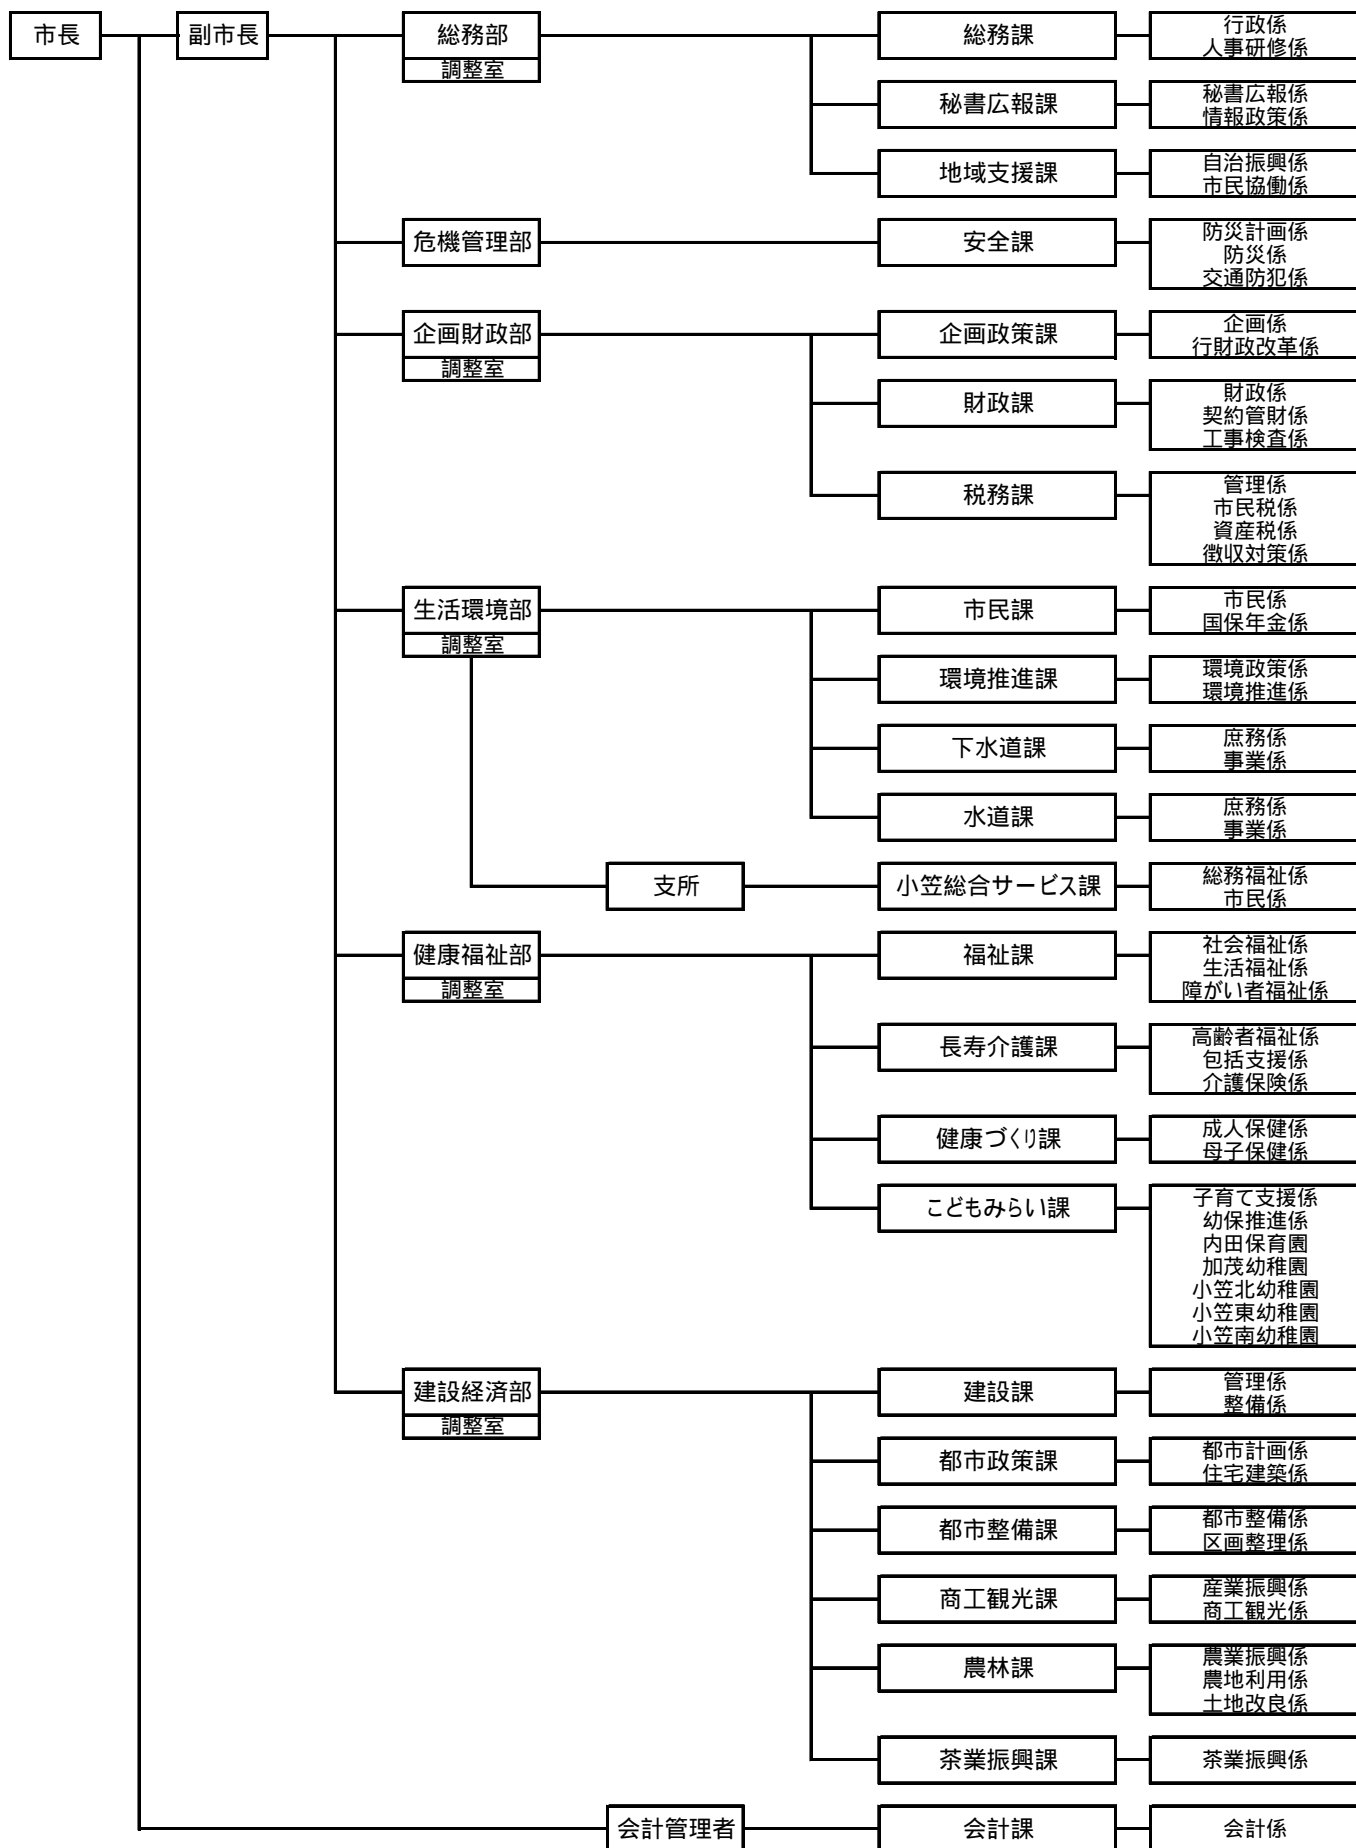 市長
副市長
総務部
調整室
総務課
行政係
人事研修係
秘書広報課
秘書広報係
情報政策係
地域支援課
自治振興係
市民協働係
危機管理部
安全課
防災計画係
防災係
交通防犯係
企画財政部
調整室
企画政策課
企画係
行財政改革係
財政課
財政係
契約管財係
工事検査係
税務課
管理係
市民税係
資産税係
徴収対策係
生活環境部
調整室
市民課
市民係
国保年金係
環境推進課
環境政策係
環境推進係
下水道課
庶務係
事業係
水道課
庶務係
事業係
支所
小笠総合サービス課
総務福祉係
市民係
健康福祉部
調整室
福祉課
社会福祉係
生活福祉係
障がい者福祉係
長寿介護課
高齢者福祉係
包括支援係
介護保険係
健康づくり課
成人保健係
母子保健係
こどもみらい課
子育て支援係
幼保推進係
内田保育園
加茂幼稚園
小笠北幼稚園
小笠東幼稚園
小笠南幼稚園
建設経済部
調整室
建設課
管理係
整備係
都市政策課
都市計画係
住宅建築係
都市整備課
都市整備係
区画整理係
商工観光課
産業振興係
商工観光係
農林課
農業振興係
農地利用係
土地改良係
茶業振興課
茶業振興係
会計管理者
会計課
会計係